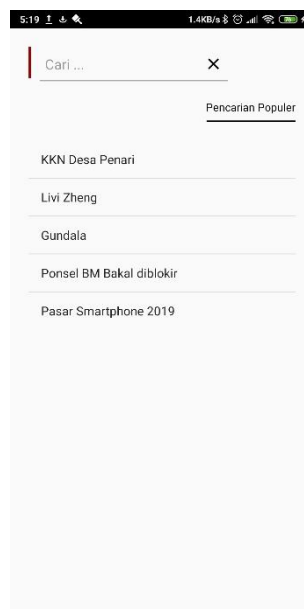 5:19
1.4KB/s
Cari ...
Pencarian Populer
KKN Desa Penari
Livi Zheng
Gundala
Ponsel BM Bakal diblokir
Pasar Smartphone 2019